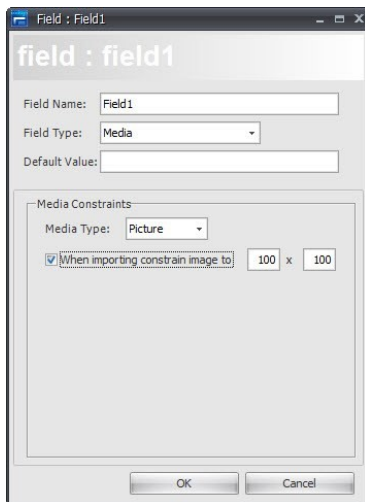 Field : Field1
field : field1
Field Name: Field1
Field Type: Media
Default Value:
Media Constraints
Media Type: Picture
When importing constrain image to 100 x 100
OK Cancel